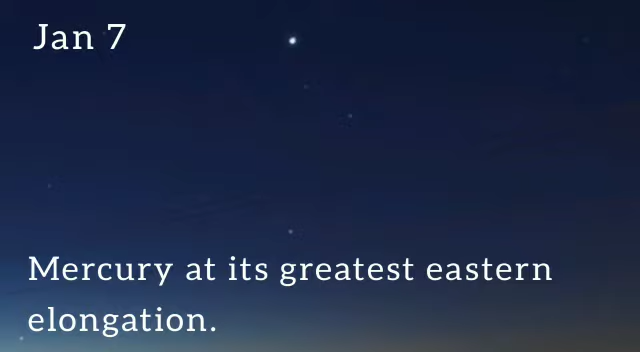 Jan 7
Mercury at its greatest eastern
elongation.